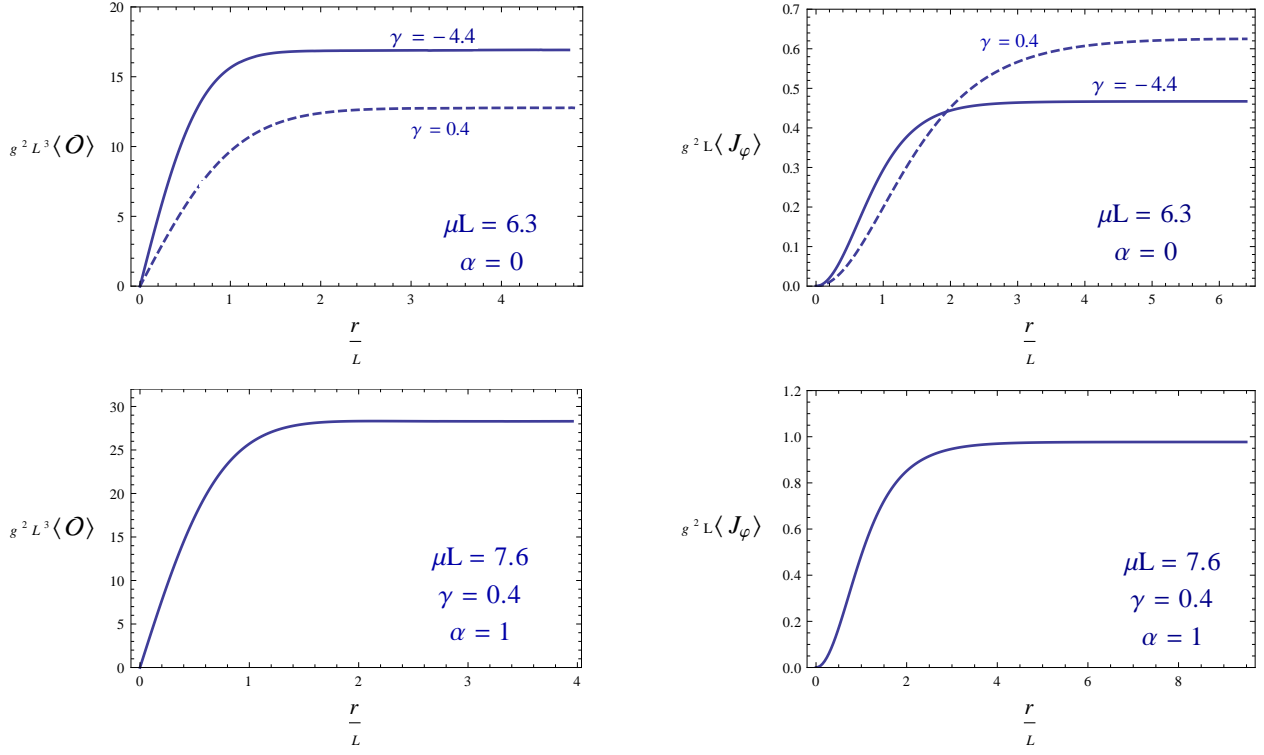 20
15
10
5
0
0 1 2 3 4
g² L³⟨O⟩
γ = −4.4
γ = 0.4
μL = 6.3
α = 0
r
L
0.7
0.6
0.5
0.4
0.3
0.2
0.1
0.0
0 1 2 3 4 5 6
g² L⟨Jφ⟩
γ = 0.4
γ = −4.4
μL = 6.3
α = 0
r
L
30
25
20
15
10
5
0
0 1 2 3 4
g² L³⟨O⟩
μL = 7.6
γ = 0.4
α = 1
r
L
1.2
1.0
0.8
0.6
0.4
0.2
0.0
0 2 4 6 8
g² L⟨Jφ⟩
μL = 7.6
γ = 0.4
α = 1
r
L